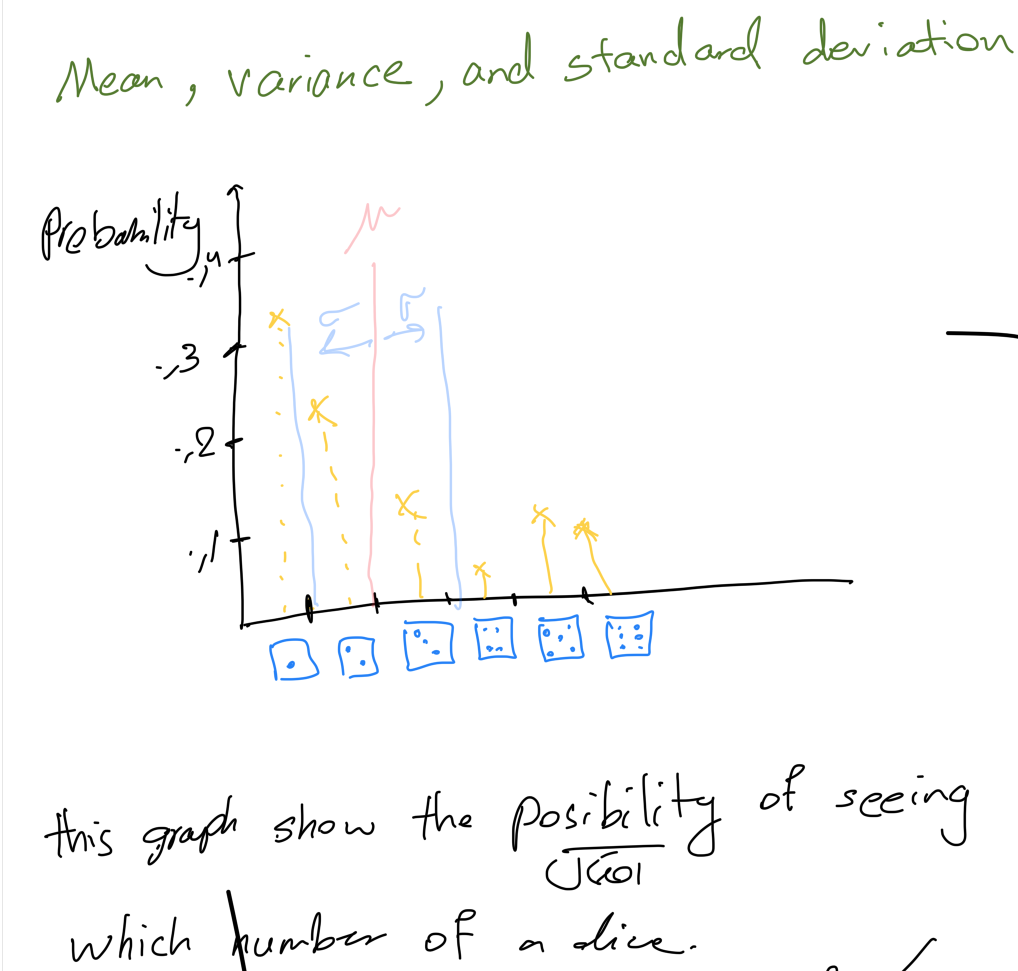 Mean, variance, and standard deviation
Probability
μ
.,4
σ σ
.,3
.,2
.,1
this graph show the posibility of seeing
احتمال
which number of a dice.